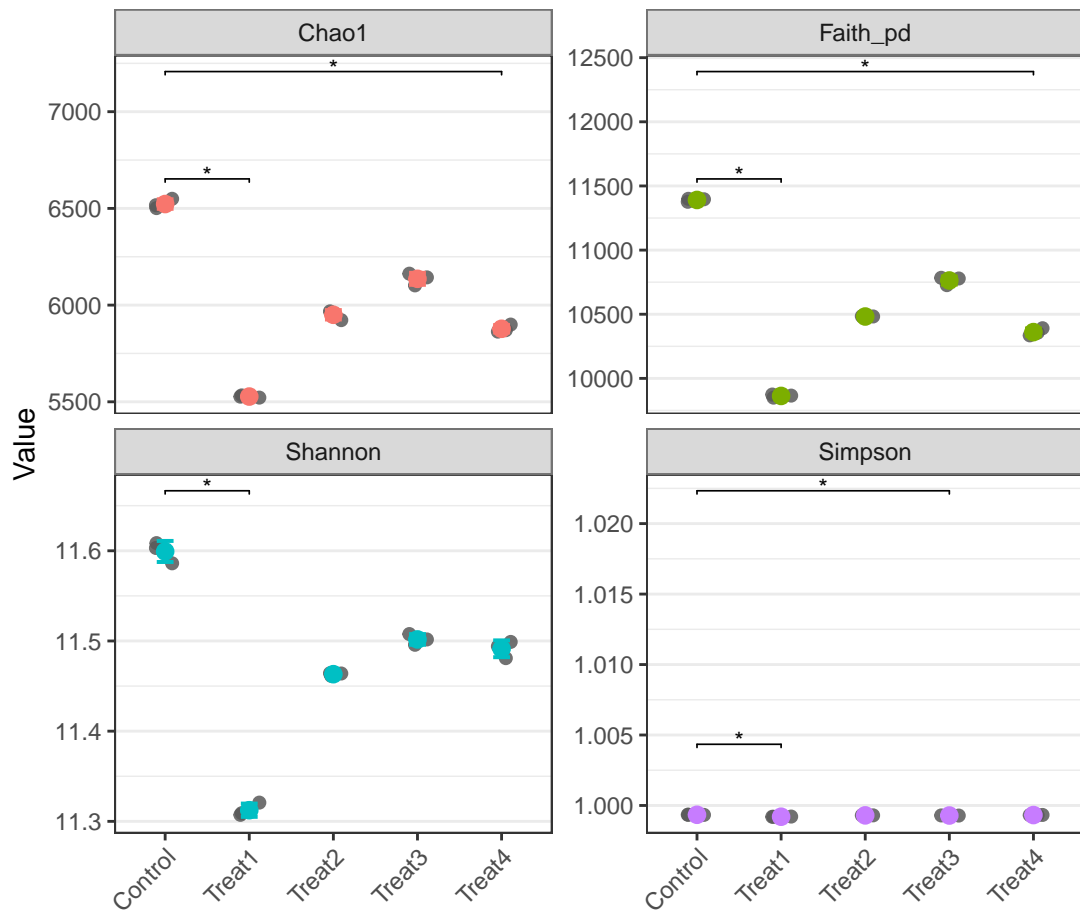 Chao1
Faith_pd
*
*
*
*
7000
6500
6000
5500
12500
12000
11500
11000
10500
10000
Value
Shannon
Simpson
*
*
*
11.6
11.5
11.4
11.3
1.020
1.015
1.010
1.005
1.000
Control
Treat1
Treat2
Treat3
Treat4
Control
Treat1
Treat2
Treat3
Treat4